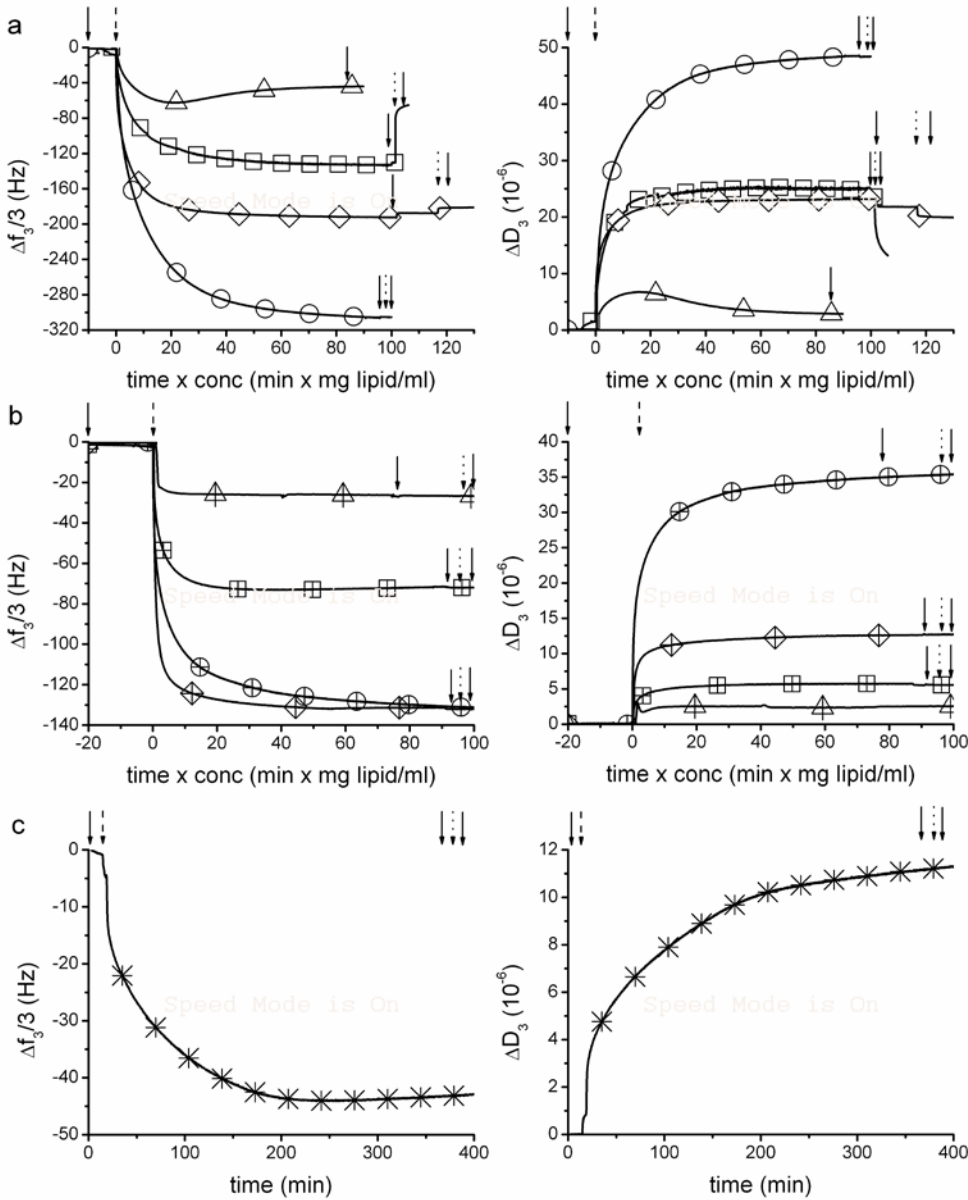 a
0
-40
-80
-120
-160
-200
-240
-280
-320
Δf₃/3 (Hz)
0 20 40 60 80 100 120
time x conc (min x mg lipid/ml)
Speed Mode is On
50
40
30
20
10
0
ΔD₃ (10⁻⁶)
0 20 40 60 80 100 120
time x conc (min x mg lipid/ml)
Speed Mode is On
b
0
-20
-40
-60
-80
-100
-120
-140
Δf₃/3 (Hz)
-20 0 20 40 60 80 100
time x conc (min x mg lipid/ml)
Speed Mode is On
40
35
30
25
20
15
10
5
0
ΔD₃ (10⁻⁶)
-20 0 20 40 60 80 100
time x conc (min x mg lipid/ml)
Speed Mode is On
c
0
-10
-20
-30
-40
-50
Δf₃/3 (Hz)
0 100 200 300 400
time (min)
Speed Mode is On
12
10
8
6
4
2
0
ΔD₃ (10⁻⁶)
0 100 200 300 400
time (min)
Speed Mode is On